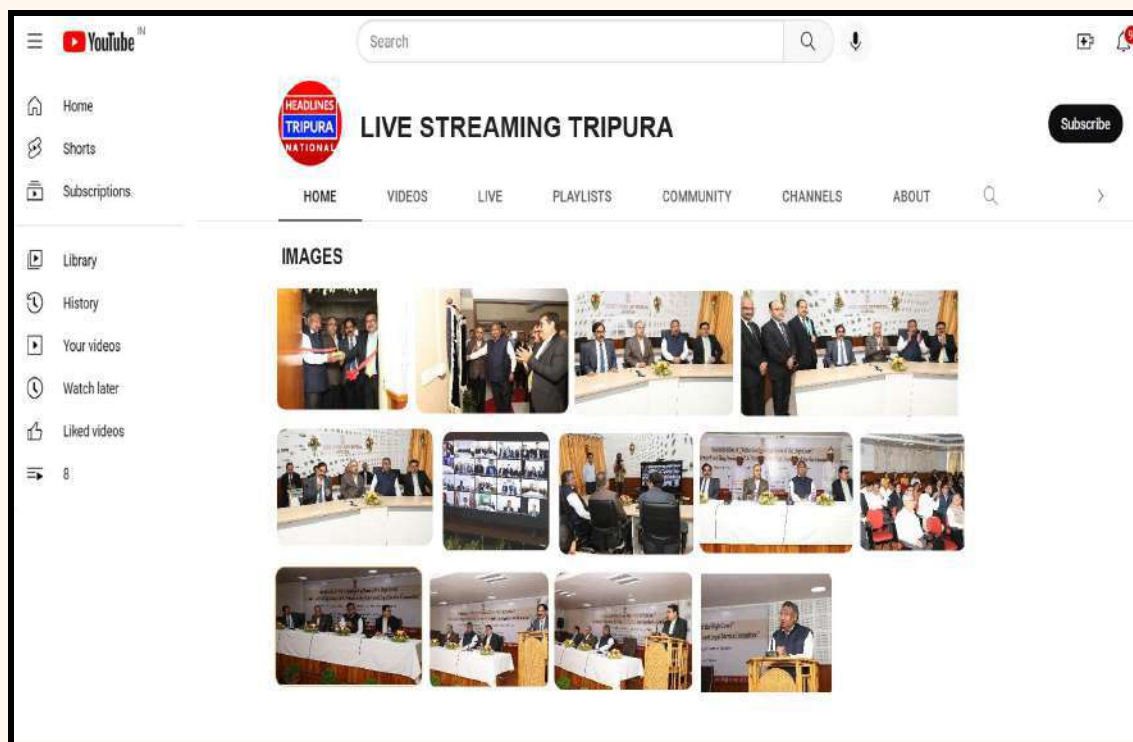 YouTube IN
Search
9
Home
Shorts
Subscriptions
Library
History
Your videos
Watch later
Liked videos
8
HEADLINES
TRIPURA
NATIONAL
LIVE STREAMING TRIPURA
Subscribe
HOME VIDEOS LIVE PLAYLISTS COMMUNITY CHANNELS ABOUT
IMAGES